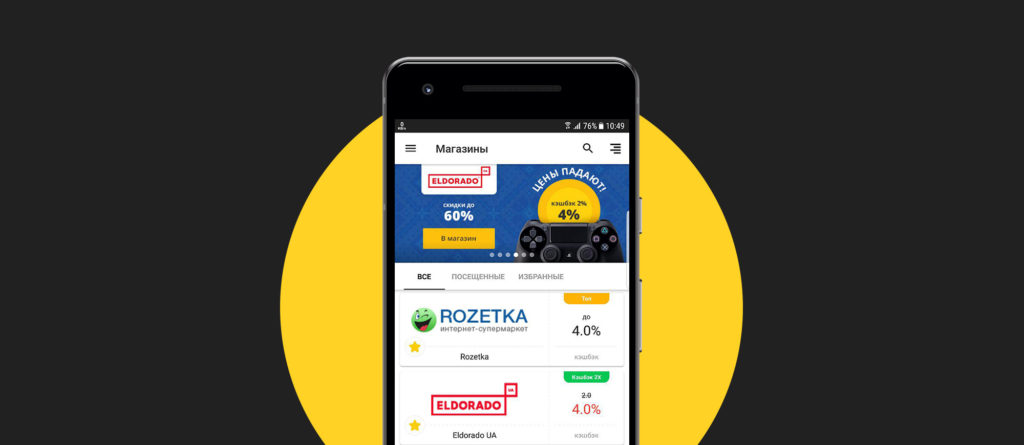 0
KB/s
76% 10:49
Магазины
ELDORADO UA
скидки до
60%
В магазин
ЦЕНЫ ПАДАЮТ!
кэшбэк 2%
4%
ВСЕ ПОСЕЩЕННЫЕ ИЗБРАННЫЕ
ROZETKA
интернет-супермаркет
Rozetka
Топ
до
4.0%
кэшбэк
ELDORADO UA
Eldorado UA
Кэшбэк 2X
2.0
4.0%
кэшбэк